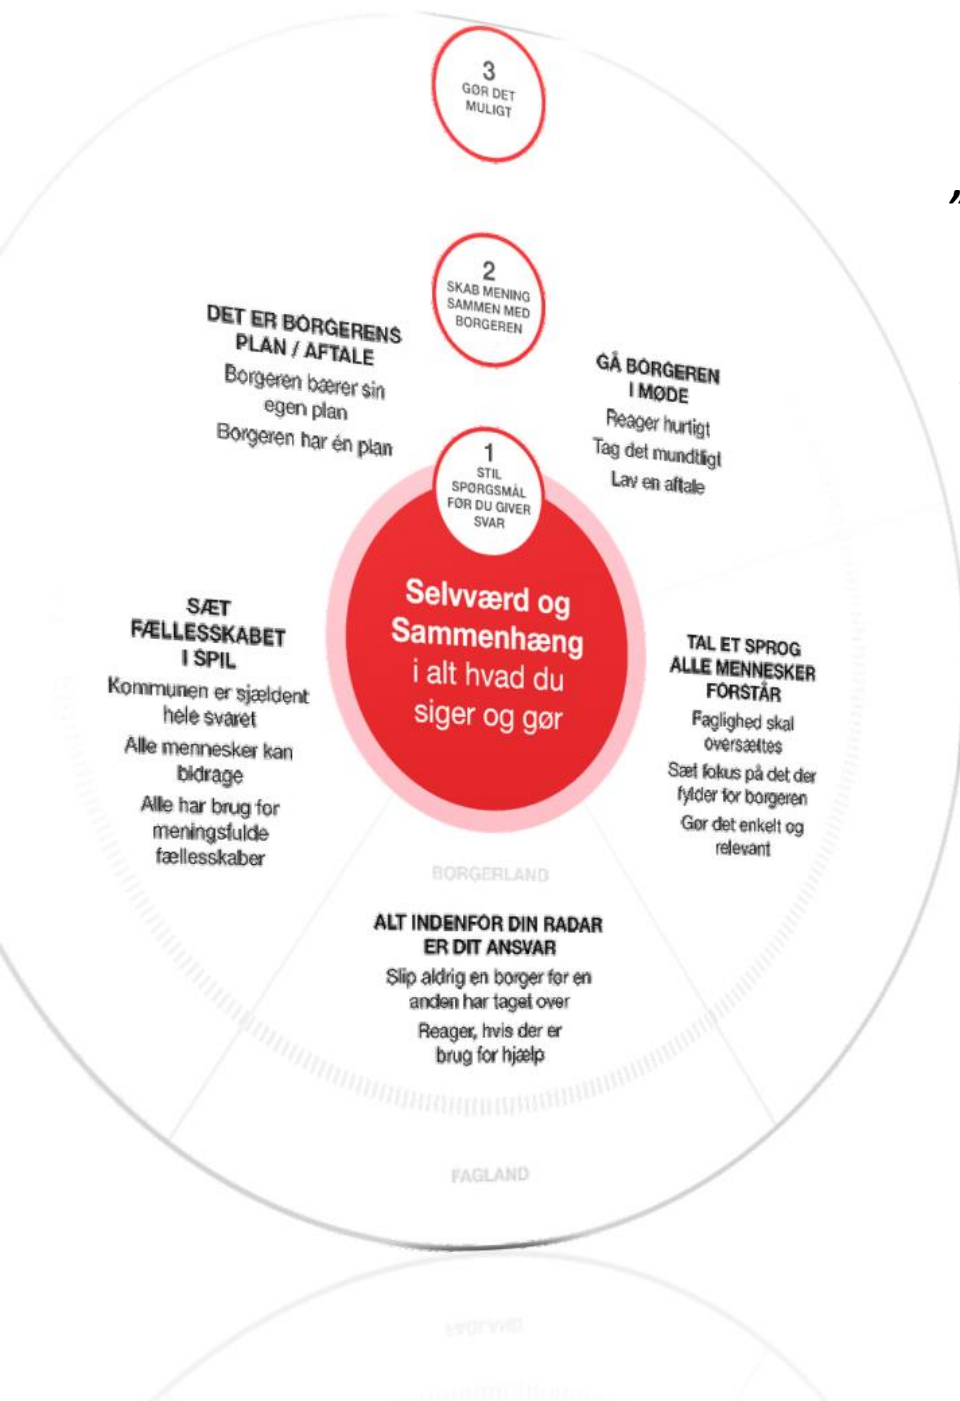 3
GØR DET
MULIGT
„
2
SKAB MENING
SAMMEN MED
BORGEREN
DET ER BORGERENS
PLAN / AFTALE
Borgeren bærer sin
egen plan
Borgeren har én plan
GÅ BORGEREN
I MØDE
Reager hurtigt
Tag det mundtligt
Lav en aftale
1
STIL
SPØRGSMÅL
FØR DU GIVER
SVAR
Selvværd og
Sammenhæng
i alt hvad du
siger og gør
SÆT
FÆLLESSKABET
I SPIL
Kommunen er sjældent
hele svaret
Alle mennesker kan
bidrage
Alle har brug for
meningsfulde
fællesskaber
TAL ET SPROG
ALLE MENNESKER
FORSTÅR
Faglighed skal
oversættes
Sæt fokus på det der
fylder for borgeren
Gør det enkelt og
relevant
BORGERLAND
ALT INDENFOR DIN RADAR
ER DIT ANSVAR
Slip aldrig en borger før en
anden har taget over
Reager, hvis der er
brug for hjælp
FAGLAND